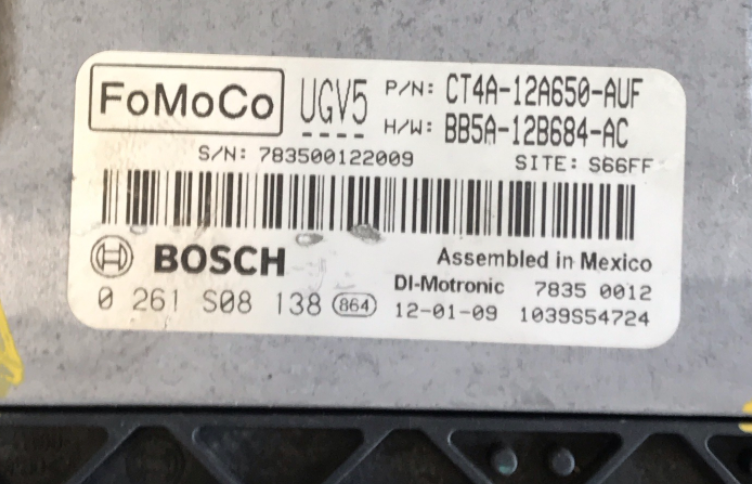 FoMoCo UGV5 P/N: CT4A-12A650-AUF
H/W: BB5A-12B684-AC
S/N: 783500122009 SITE: S66FF
BOSCH Assembled in Mexico
DI-Motronic 7835 0012
0 261 S08 138 864 12-01-09 1039S54724